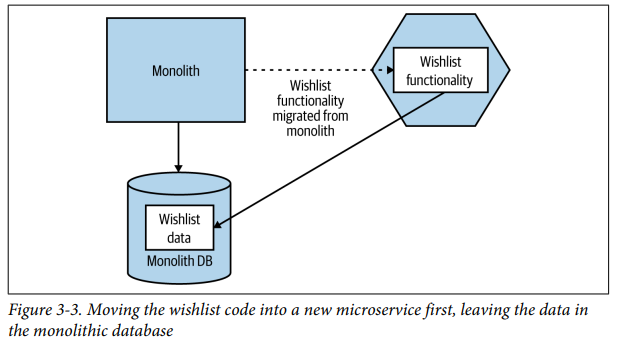 Monolith
Wishlist
functionality
Wishlist
functionality
migrated from
monolith
Wishlist
data
Monolith DB
Figure 3-3. Moving the wishlist code into a new microservice first, leaving the data in
the monolithic database